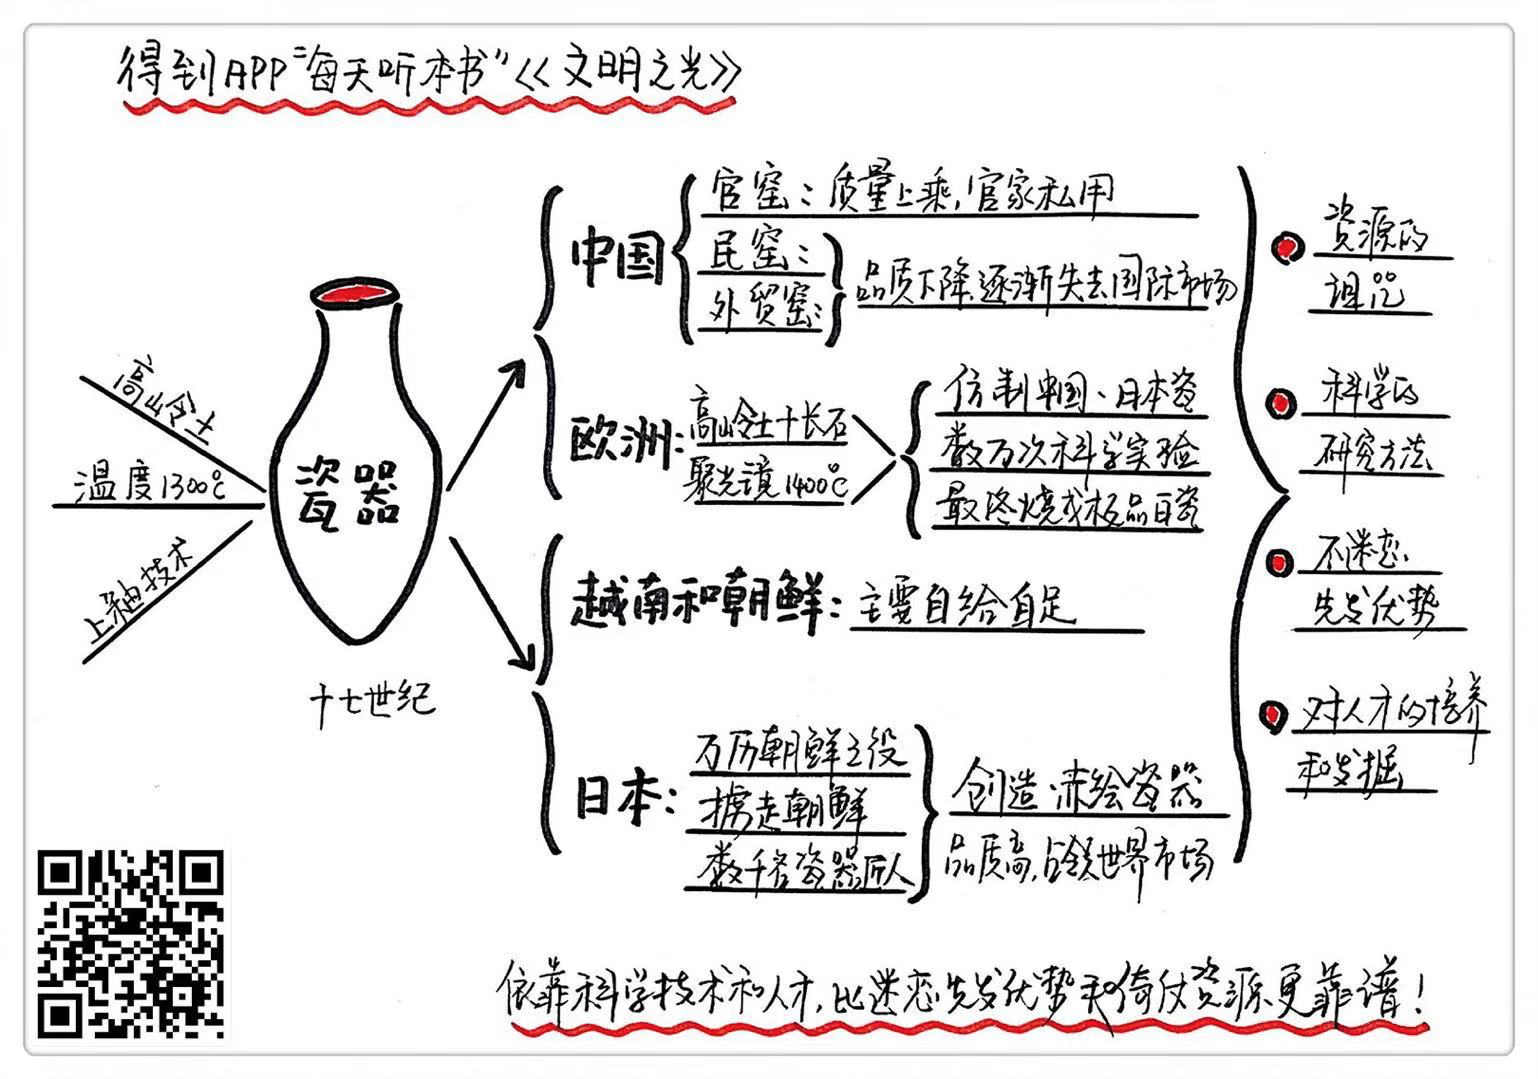 得到APP"每天听本书"《文明之光》
高岭土
温度1300℃
上釉技术
瓷器
十七世纪
中国
官窑：质量上乘，官家私用
民窑：
外贸窑：
品质下降，逐渐失去国际市场
欧洲：
高岭土+长石
聚光镜1400℃
仿制中国、日本瓷
数万次科学实验
最终烧成极品白瓷
越南和朝鲜：主要自给自足
日本：
万历朝鲜之役
掳走朝鲜
数千名瓷器匠人
创造赤绘瓷器
品质高，占领世界市场
资源的
诅咒
科学的
研究方法
不迷恋
先发优势
对人才的培养
和发掘
依靠科学技术和人才，比迷恋先发优势和倚仗资源更靠谱！